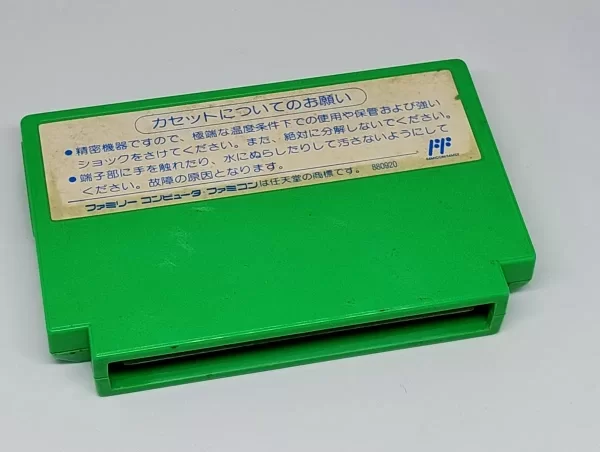 カセットについてのお願い
●精密機器ですので、極端な温度条件下での使用や保管および強い
ショックをさけてください。また、絶対に分解しないでください。
●端子部に手を触れたり、水にぬらしたりして汚さないようにして
ください。故障の原因となります。 880920
ファミリー コンピュータ ファミコンは任天堂の商標です。